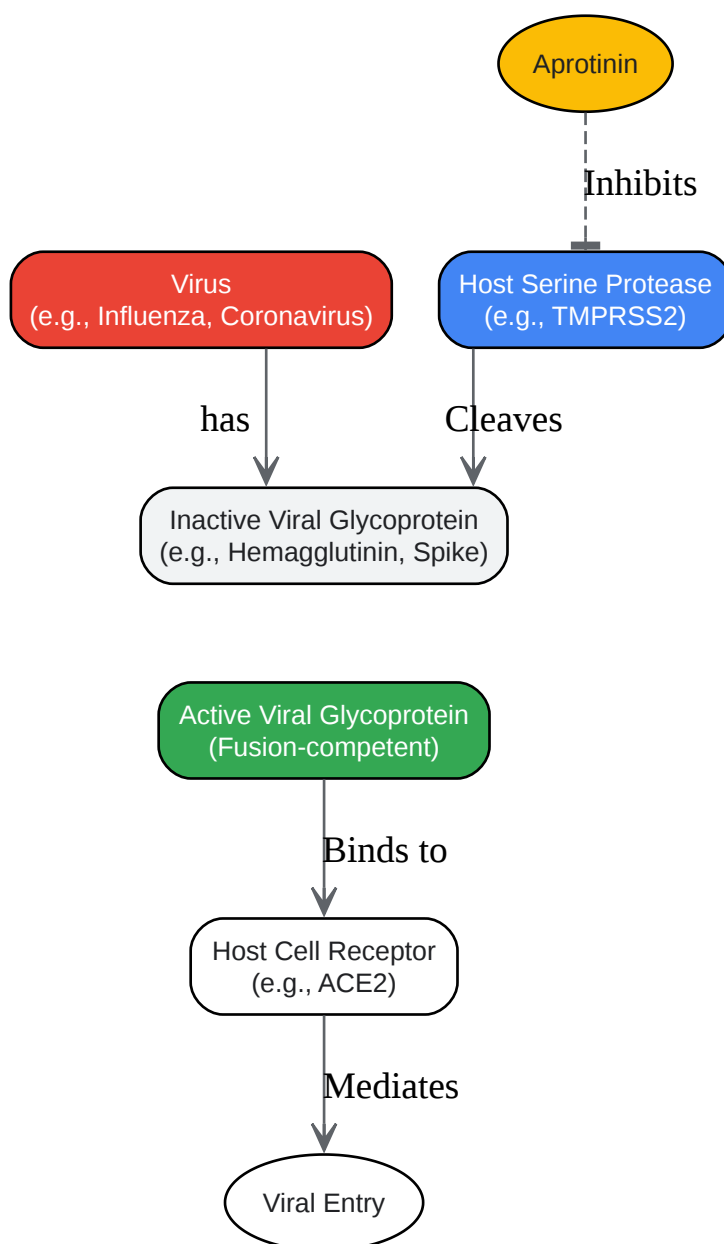 Aprotinin
Inhibits
Virus
(e.g., Influenza, Coronavirus)
Host Serine Protease
(e.g., TMPRSS2)
has
Cleaves
Inactive Viral Glycoprotein
(e.g., Hemagglutinin, Spike)
Active Viral Glycoprotein
(Fusion-competent)
Binds to
Host Cell Receptor
(e.g., ACE2)
Mediates
Viral Entry